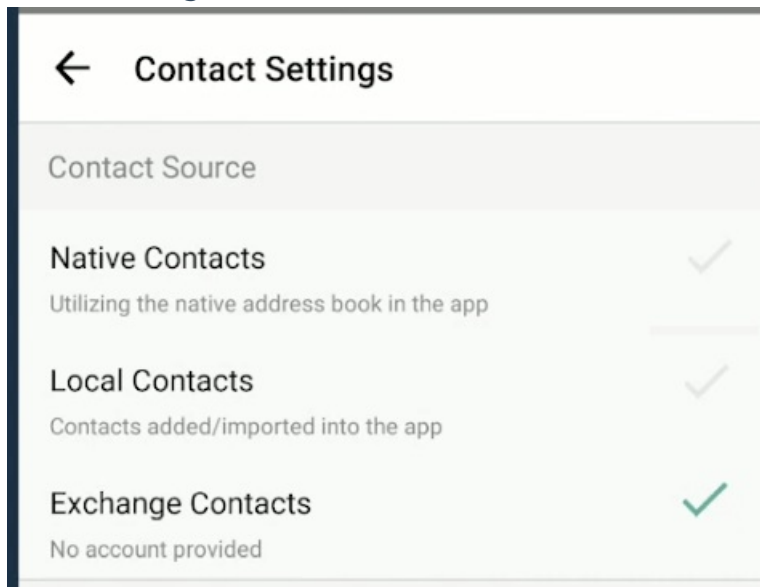 Contact Settings
Contact Source
Native Contacts
Utilizing the native address book in the app
Local Contacts
Contacts added/imported into the app
Exchange Contacts
No account provided